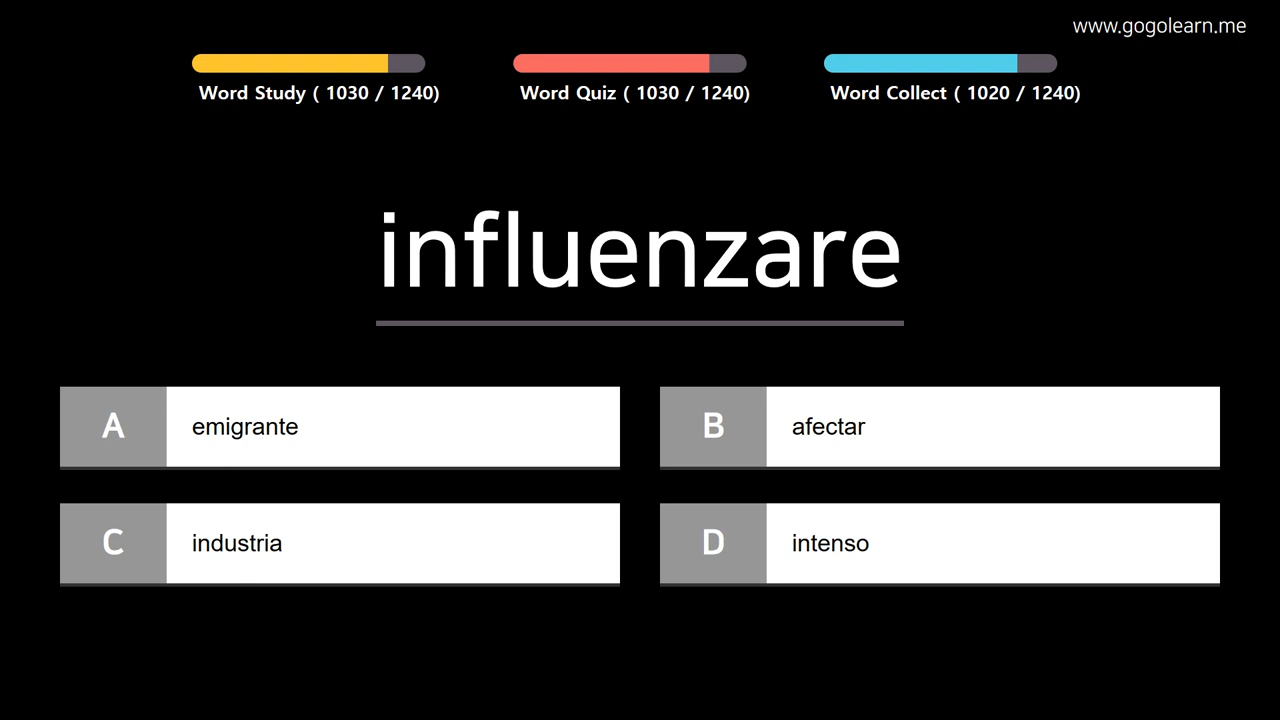 www.gogolearn.me
Word Study ( 1030 / 1240)
Word Quiz ( 1030 / 1240)
Word Collect ( 1020 / 1240)
influenzare
A emigrante
B afectar
C industria
D intenso